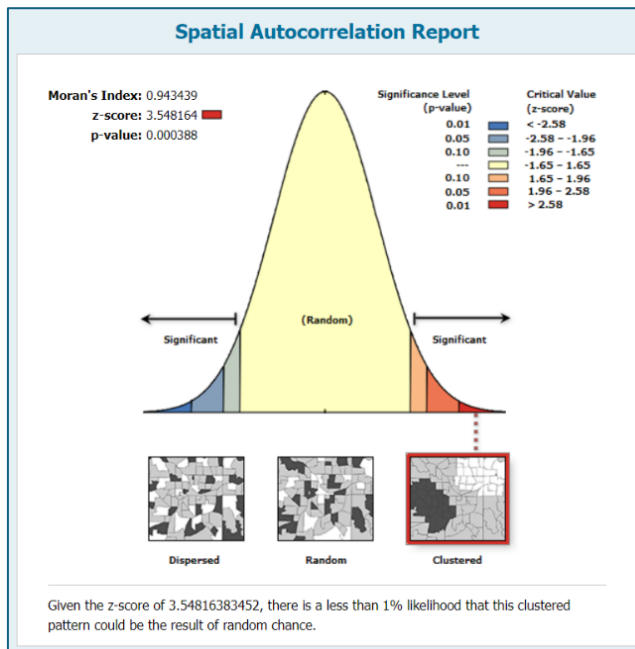 Spatial Autocorrelation Report
Moran's Index: 0.943439
z-score: 3.548164
p-value: 0.000388
Significance Level
(p-value)
Critical Value
(z-score)
0.01 < -2.58
0.05 -2.58 – -1.96
0.10 -1.96 – -1.65
--- -1.65 – 1.65
0.10 1.65 – 1.96
0.05 1.96 – 2.58
0.01 > 2.58
(Random)
Significant
Significant
Dispersed
Random
Clustered
Given the z-score of 3.54816383452, there is a less than 1% likelihood that this clustered
pattern could be the result of random chance.